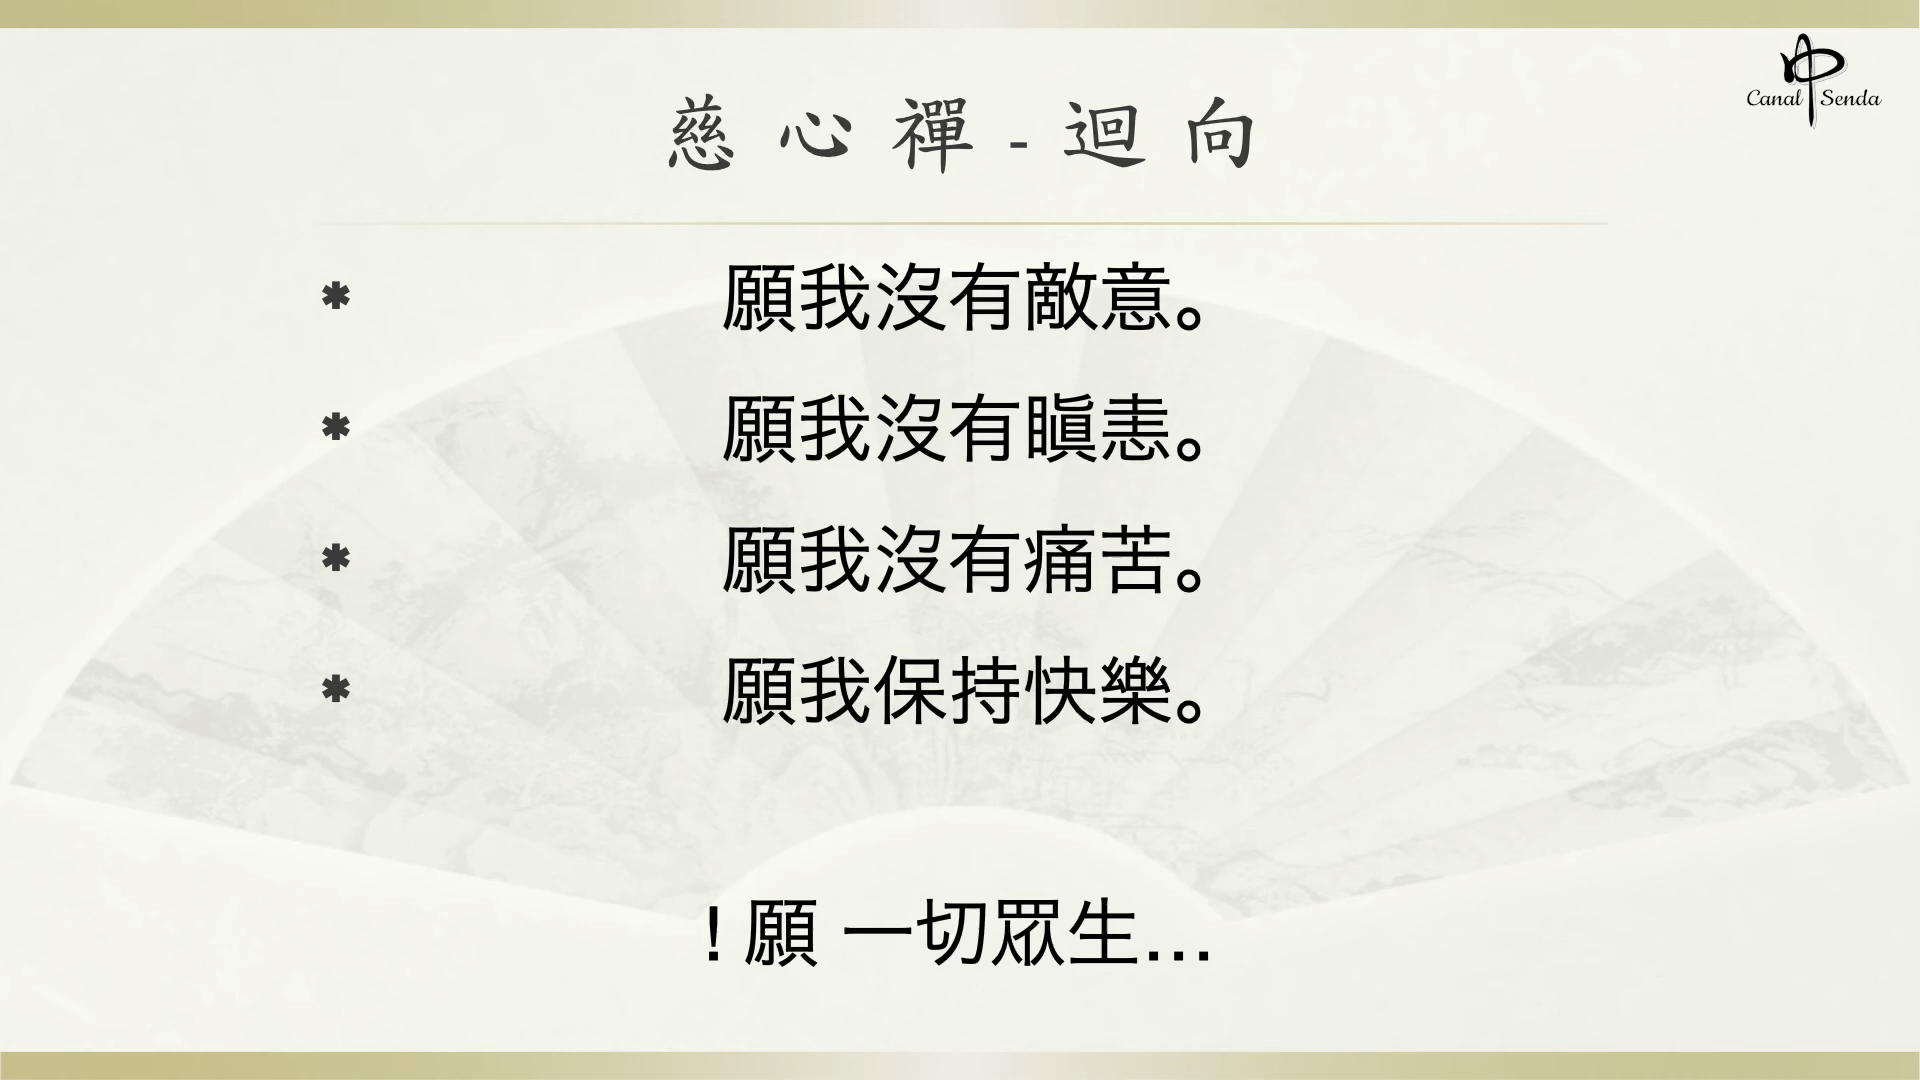 Canal Senda
慈心禪-迴向
✱ 願我沒有敵意。
✱ 願我沒有瞋恚。
✱ 願我沒有痛苦。
✱ 願我保持快樂。
! 願 一切眾生...